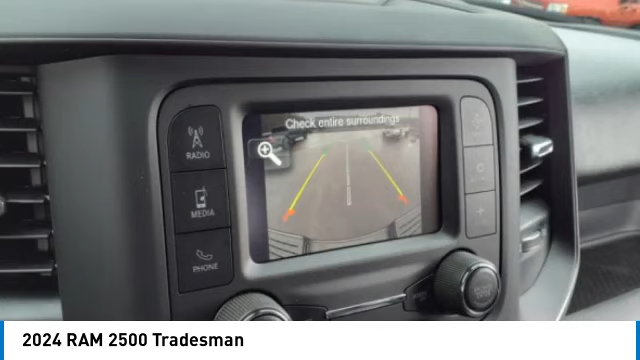 Check entire surroundings
RADIO
MEDIA
PHONE
2024 RAM 2500 Tradesman